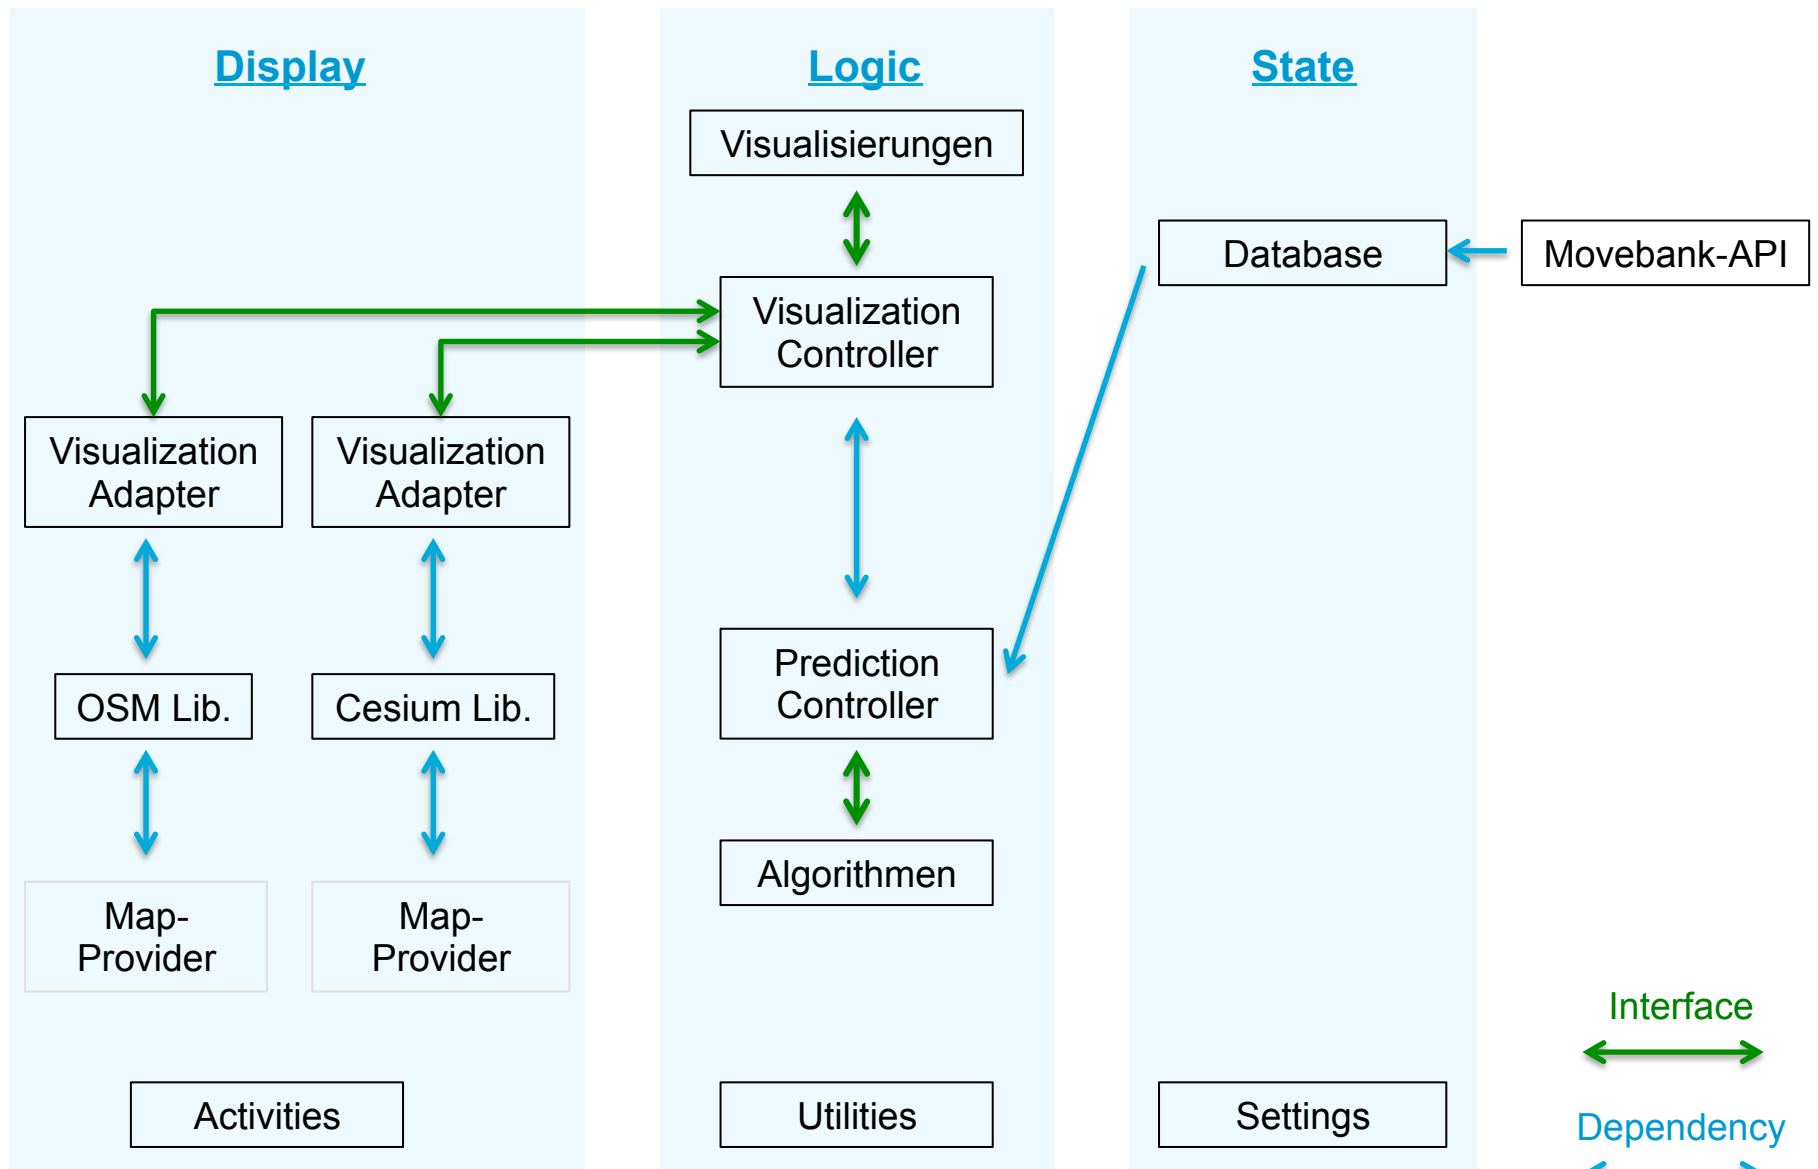 Display
Logic
State
Visualisierungen
Database
Movebank-API
Visualization
Controller
Visualization
Adapter
Visualization
Adapter
Prediction
Controller
OSM Lib.
Cesium Lib.
Algorithmen
Map-
Provider
Map-
Provider
Interface
Activities
Utilities
Settings
Dependency